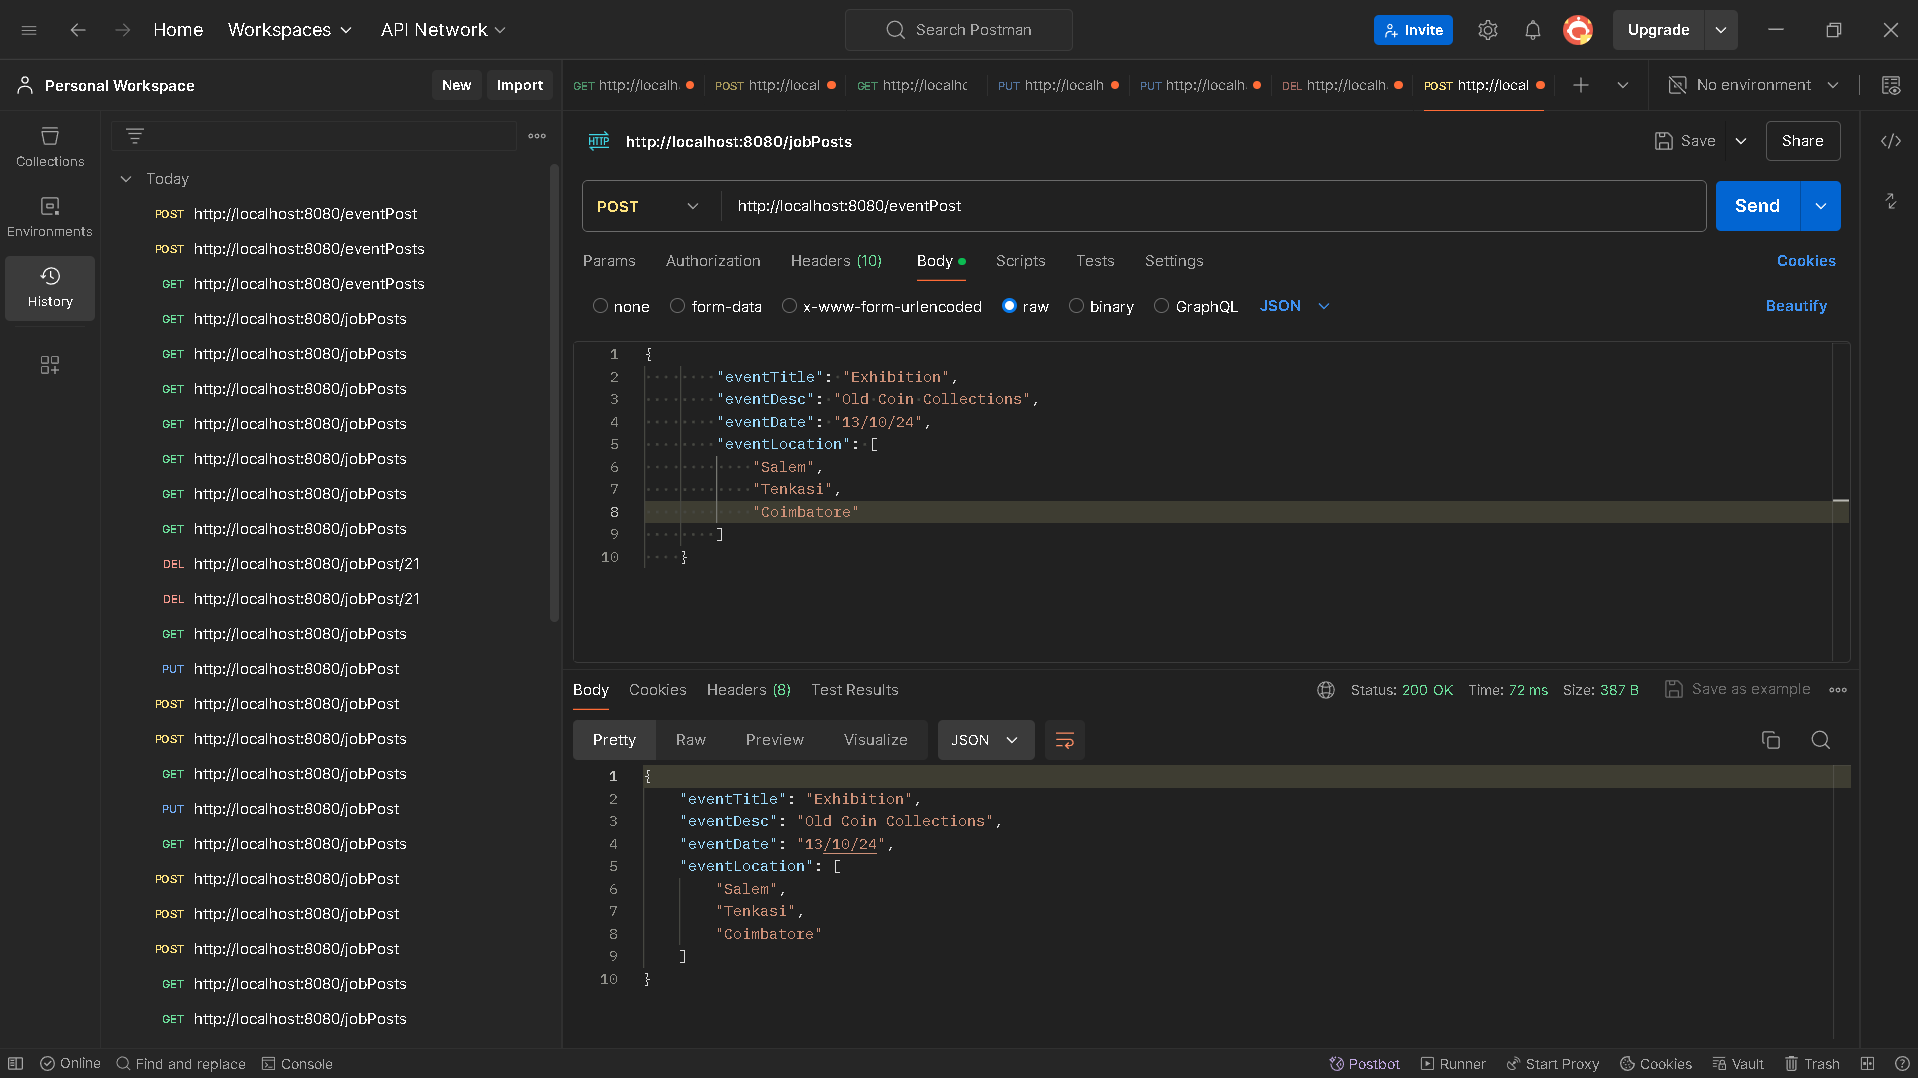 Home Workspaces API Network Search Postman Invite Upgrade
Personal Workspace New Import
GET http://localh. POST http://local GET http://localhc PUT http://localh PUT http://localh. DEL http://localh. POST http://local No environment
Collections
Environments
History
Today
POST http://localhost:8080/eventPost
POST http://localhost:8080/eventPosts
GET http://localhost:8080/eventPosts
GET http://localhost:8080/jobPosts
GET http://localhost:8080/jobPosts
GET http://localhost:8080/jobPosts
GET http://localhost:8080/jobPosts
GET http://localhost:8080/jobPosts
GET http://localhost:8080/jobPosts
GET http://localhost:8080/jobPosts
DEL http://localhost:8080/jobPost/21
DEL http://localhost:8080/jobPost/21
GET http://localhost:8080/jobPosts
PUT http://localhost:8080/jobPost
POST http://localhost:8080/jobPost
POST http://localhost:8080/jobPosts
GET http://localhost:8080/jobPosts
PUT http://localhost:8080/jobPost
GET http://localhost:8080/jobPosts
POST http://localhost:8080/jobPost
POST http://localhost:8080/jobPost
POST http://localhost:8080/jobPost
GET http://localhost:8080/jobPosts
GET http://localhost:8080/jobPosts
HTTP http://localhost:8080/jobPosts Save Share
POST http://localhost:8080/eventPost Send
Params Authorization Headers (10) Body Scripts Tests Settings Cookies
none form-data x-www-form-urlencoded raw binary GraphQL JSON Beautify
1 {
2 "eventTitle": "Exhibition",
3 "eventDesc": "Old Coin Collections",
4 "eventDate": "13/10/24",
5 "eventLocation": [
6 "Salem",
7 "Tenkasi",
8 "Coimbatore"
9 ]
10 }
Body Cookies Headers (8) Test Results Status: 200 OK Time: 72 ms Size: 387 B Save as example
Pretty Raw Preview Visualize JSON
1 {
2 "eventTitle": "Exhibition",
3 "eventDesc": "Old Coin Collections",
4 "eventDate": "13/10/24",
5 "eventLocation": [
6 "Salem",
7 "Tenkasi",
8 "Coimbatore"
9 ]
10 }
Online Find and replace Console Postbot Runner Start Proxy Cookies Vault Trash